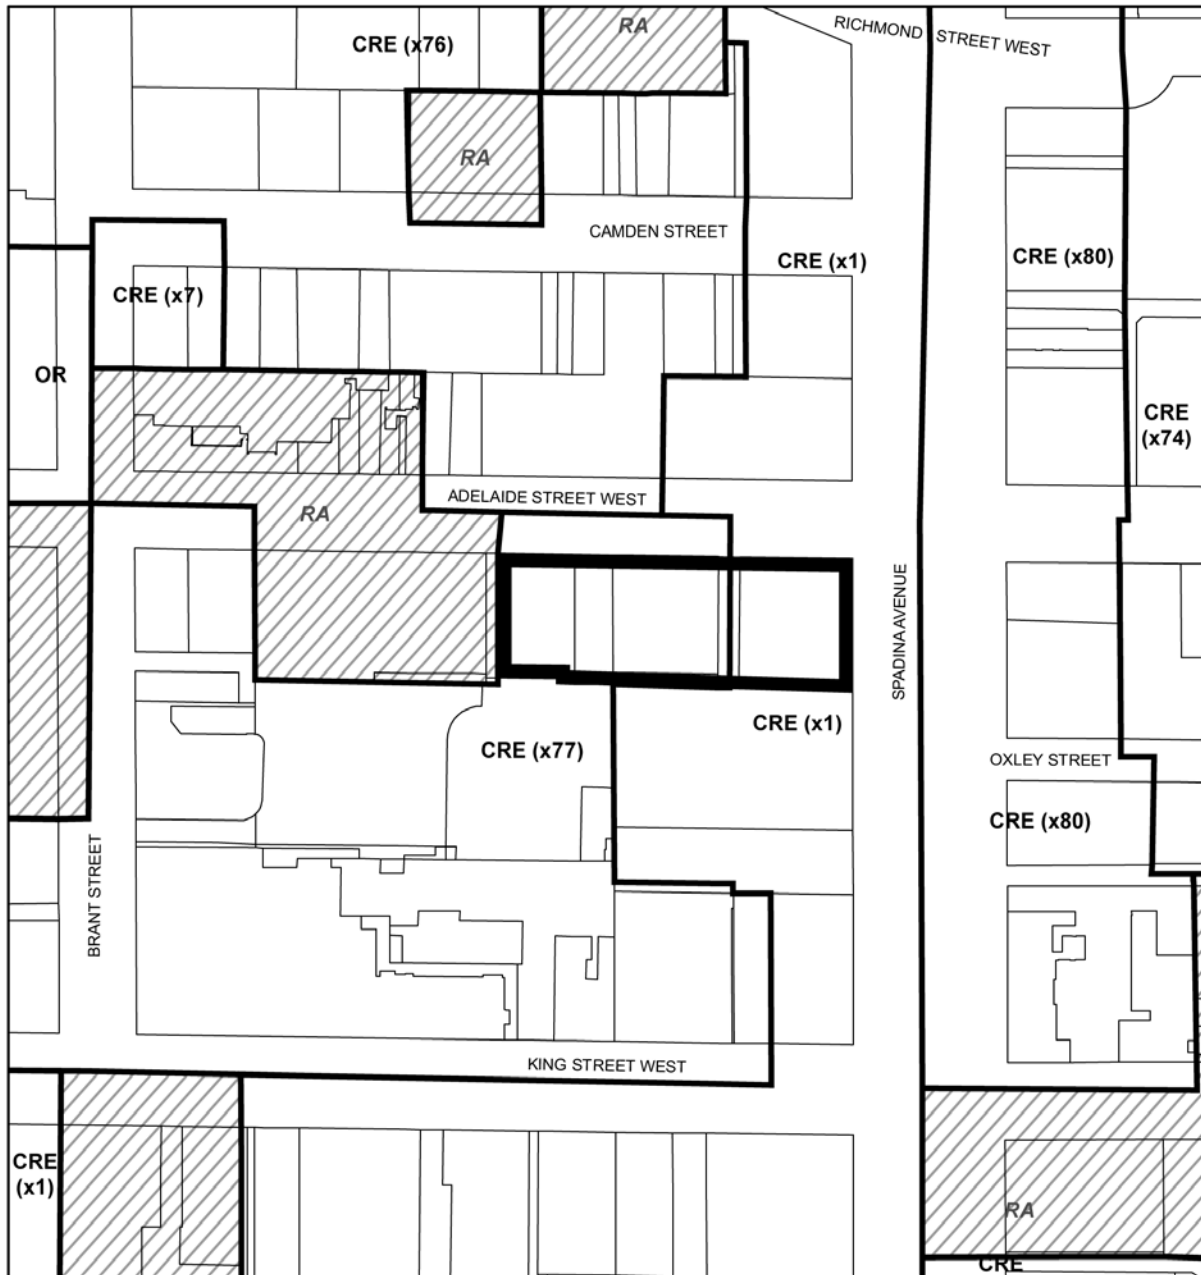 RA
RICHMOND STREET WEST
CRE (x76)
RA
CAMDEN STREET
CRE (x1)
CRE (x80)
CRE (x7)
OR
CRE
(x74)
ADELAIDE STREET WEST
RA
SPADINA AVENUE
CRE (x1)
CRE (x77)
OXLEY STREET
CRE (x80)
BRANT STREET
KING STREET WEST
CRE
(x1)
RA
CRE